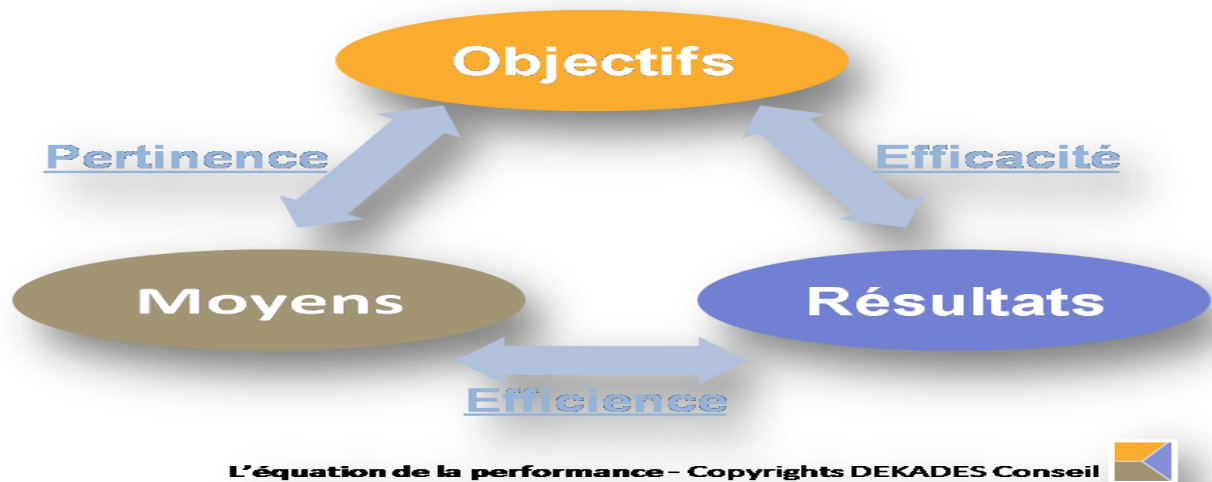 Objectifs
Pertinence
Efficacité
Moyens
Résultats
Efficience
L'équation de la performance - Copyrights DEKADES Conseil